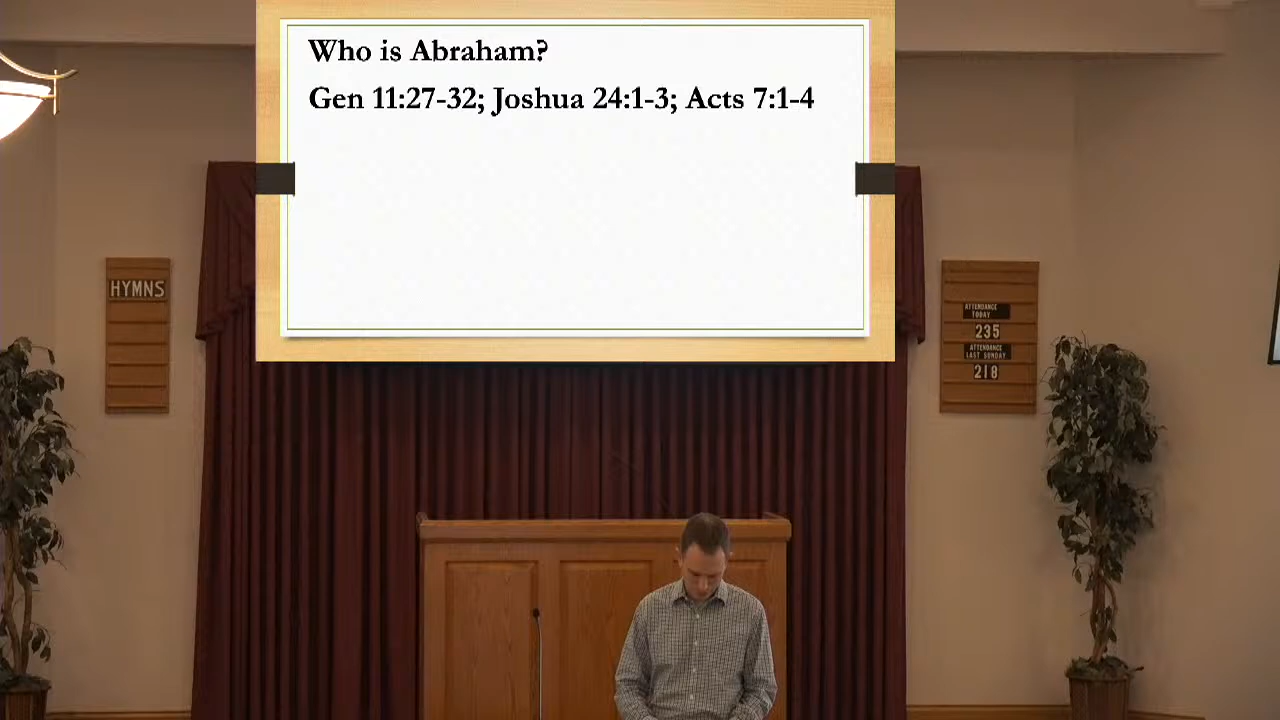 Who is Abraham?
Gen 11:27-32; Joshua 24:1-3; Acts 7:1-4
HYMNS
ATTENDANCE
TODAY
235
ATTENDANCE
LAST SUNDAY
218